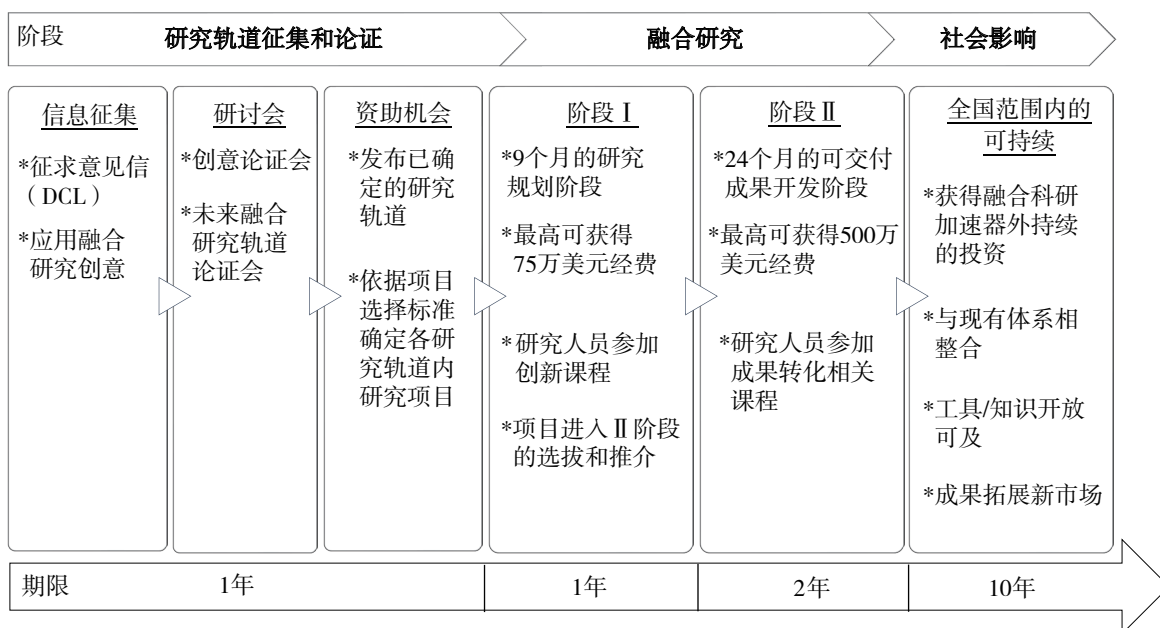 阶段
研究轨道征集和论证
融合研究
社会影响
信息征集
*征求意见信
（DCL）
*应用融合
研究创意
研讨会
*创意论证会
*未来融合
研究轨道
论证会
资助机会
*发布已确
定的研究
轨道
*依据项目
选择标准
确定各研
究轨道内
研究项目
阶段Ⅰ
*9个月的研究
规划阶段
*最高可获得
75万美元经费
*研究人员参加
创新课程
*项目进入Ⅱ阶段
的选拔和推介
阶段Ⅱ
*24个月的可交付
成果开发阶段
*最高可获得500万
美元经费
*研究人员参加
成果转化相关
课程
全国范围内的
可持续
*获得融合科研
加速器外持续
的投资
*与现有体系相
整合
*工具/知识开放
可及
*成果拓展新市场
期限
1年
1年
2年
10年